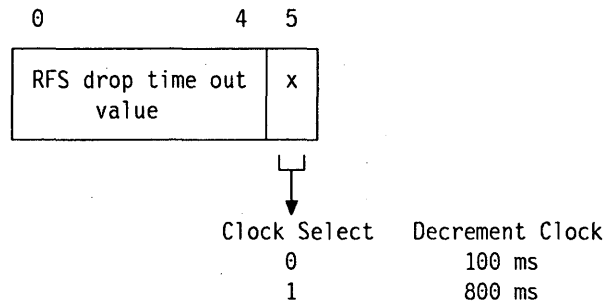 0 4 5
RFS drop time out x
value
Clock Select Decrement Clock
0 100 ms
1 800 ms